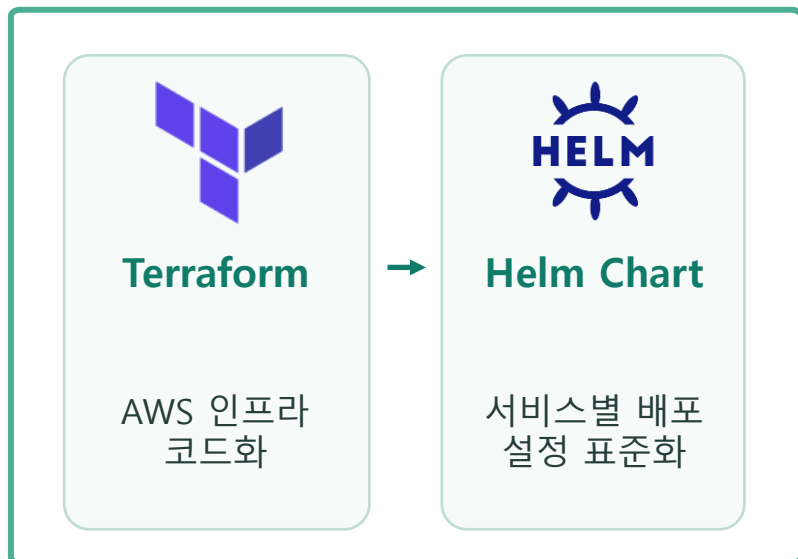 HELM
Terraform
Helm Chart
AWS 인프라
코드화
서비스별 배포
설정 표준화